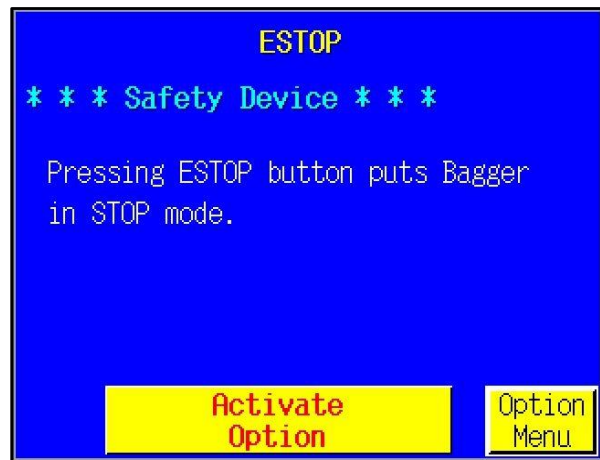 ESTOP
* * * Safety Device * * *
Pressing ESTOP button puts Bagger
in STOP mode.
Activate
Option
Option
Menu